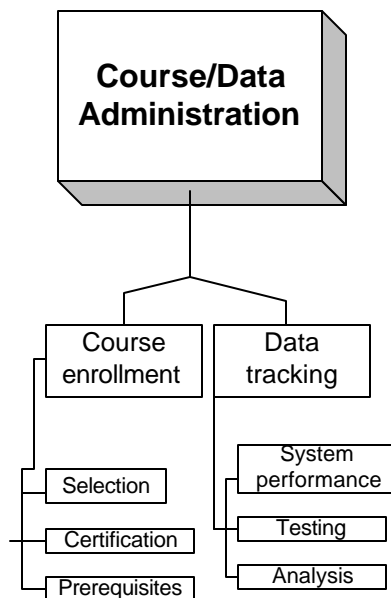 Course/Data
Administration
Course
enrollment
Data
tracking
Selection
Certification
Prerequisites
System
performance
Testing
Analysis